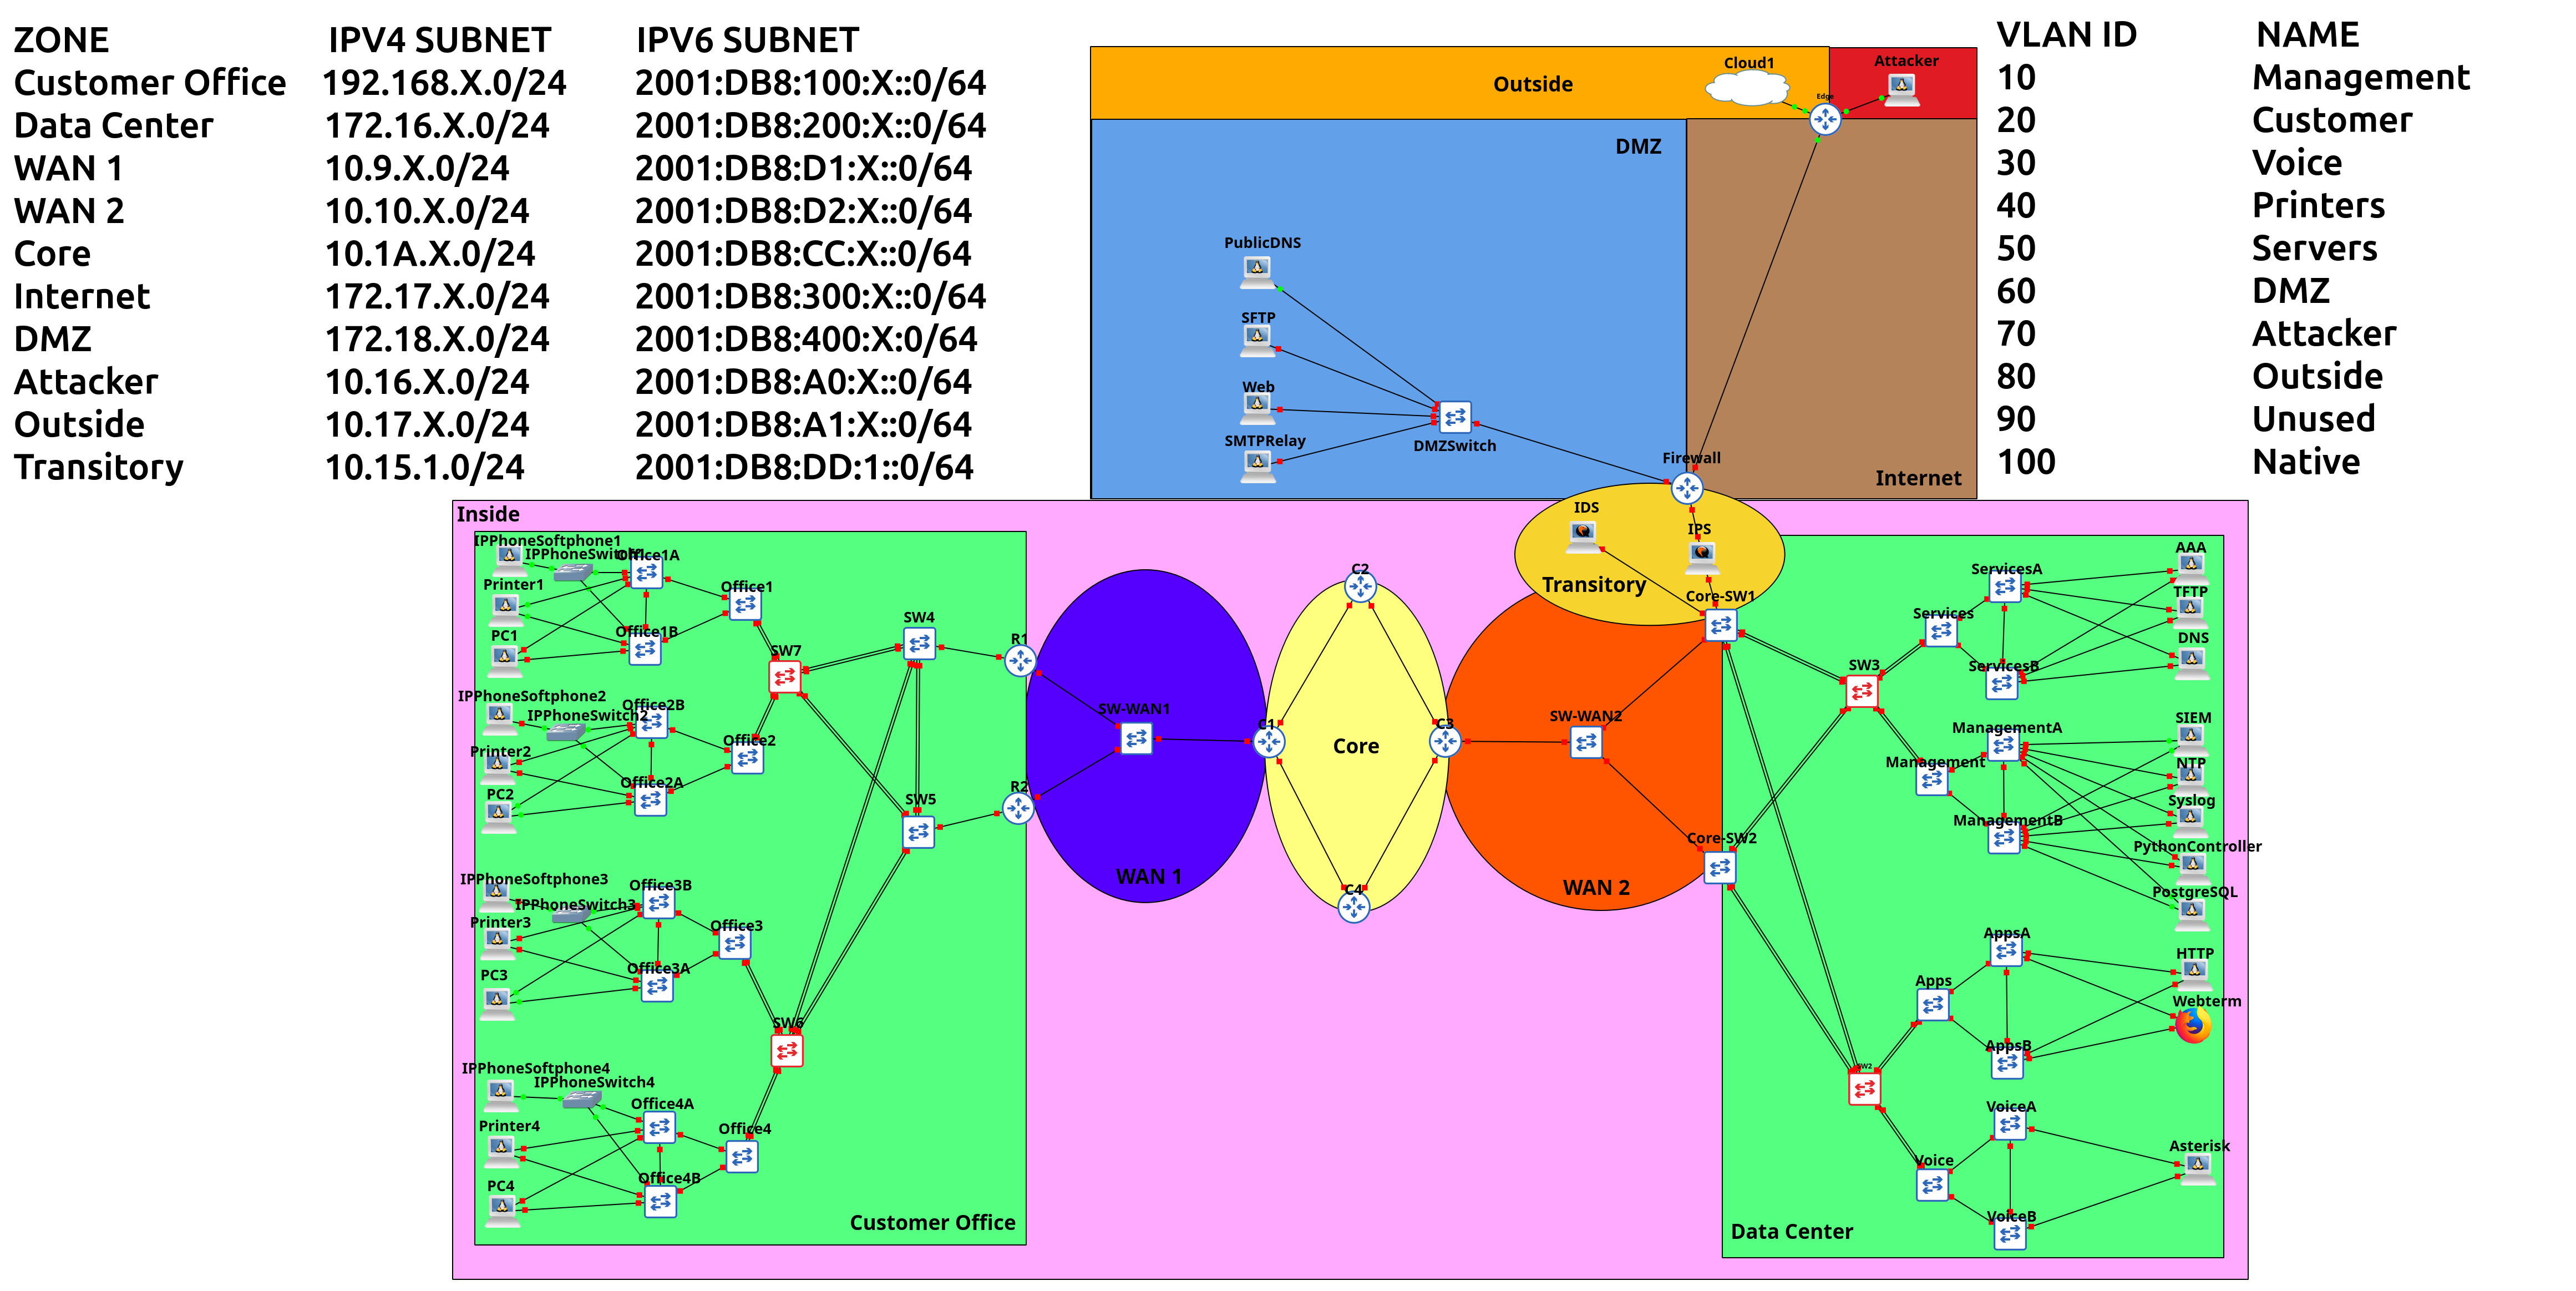 ZONE IPV4 SUBNET IPV6 SUBNET
Customer Office 192.168.X.0/24 2001:DB8:100:X::0/64
Data Center 172.16.X.0/24 2001:DB8:200:X::0/64
WAN 1 10.9.X.0/24 2001:DB8:D1:X::0/64
WAN 2 10.10.X.0/24 2001:DB8:D2:X::0/64
Core 10.1A.X.0/24 2001:DB8:CC:X::0/64
Internet 172.17.X.0/24 2001:DB8:300:X::0/64
DMZ 172.18.X.0/24 2001:DB8:400:X:0/64
Attacker 10.16.X.0/24 2001:DB8:A0:X::0/64
Outside 10.17.X.0/24 2001:DB8:A1:X::0/64
Transitory 10.15.1.0/24 2001:DB8:DD:1::0/64
VLAN ID NAME
10 Management
20 Customer
30 Voice
40 Printers
50 Servers
60 DMZ
70 Attacker
80 Outside
90 Unused
100 Native
Outside
Cloud1
Edge
Attacker
DMZ
PublicDNS
SFTP
Web
SMTPRelay
DMZSwitch
Firewall
Internet
Inside
IDS
IPS
Transitory
Core-SW1
IPPhoneSoftphone1
IPPhoneSwitch1
Office1A
Printer1
Office1
PC1
Office1B
SW7
SW4
R1
IPPhoneSoftphone2
IPPhoneSwitch2
Office2B
Printer2
Office2
PC2
Office2A
SW5
R2
IPPhoneSoftphone3
IPPhoneSwitch3
Office3B
Printer3
Office3
PC3
Office3A
SW6
IPPhoneSoftphone4
IPPhoneSwitch4
Office4A
Printer4
Office4
PC4
Office4B
Customer Office
SW-WAN1
WAN 1
C1
C2
Core
C3
C4
SW-WAN2
WAN 2
Core-SW2
SW3
Services
ServicesA
ServicesB
AAA
TFTP
DNS
Management
ManagementA
ManagementB
SIEM
NTP
Syslog
PythonController
PostgreSQL
Apps
AppsA
AppsB
HTTP
Webterm
SW2
Voice
VoiceA
VoiceB
Asterisk
Data Center